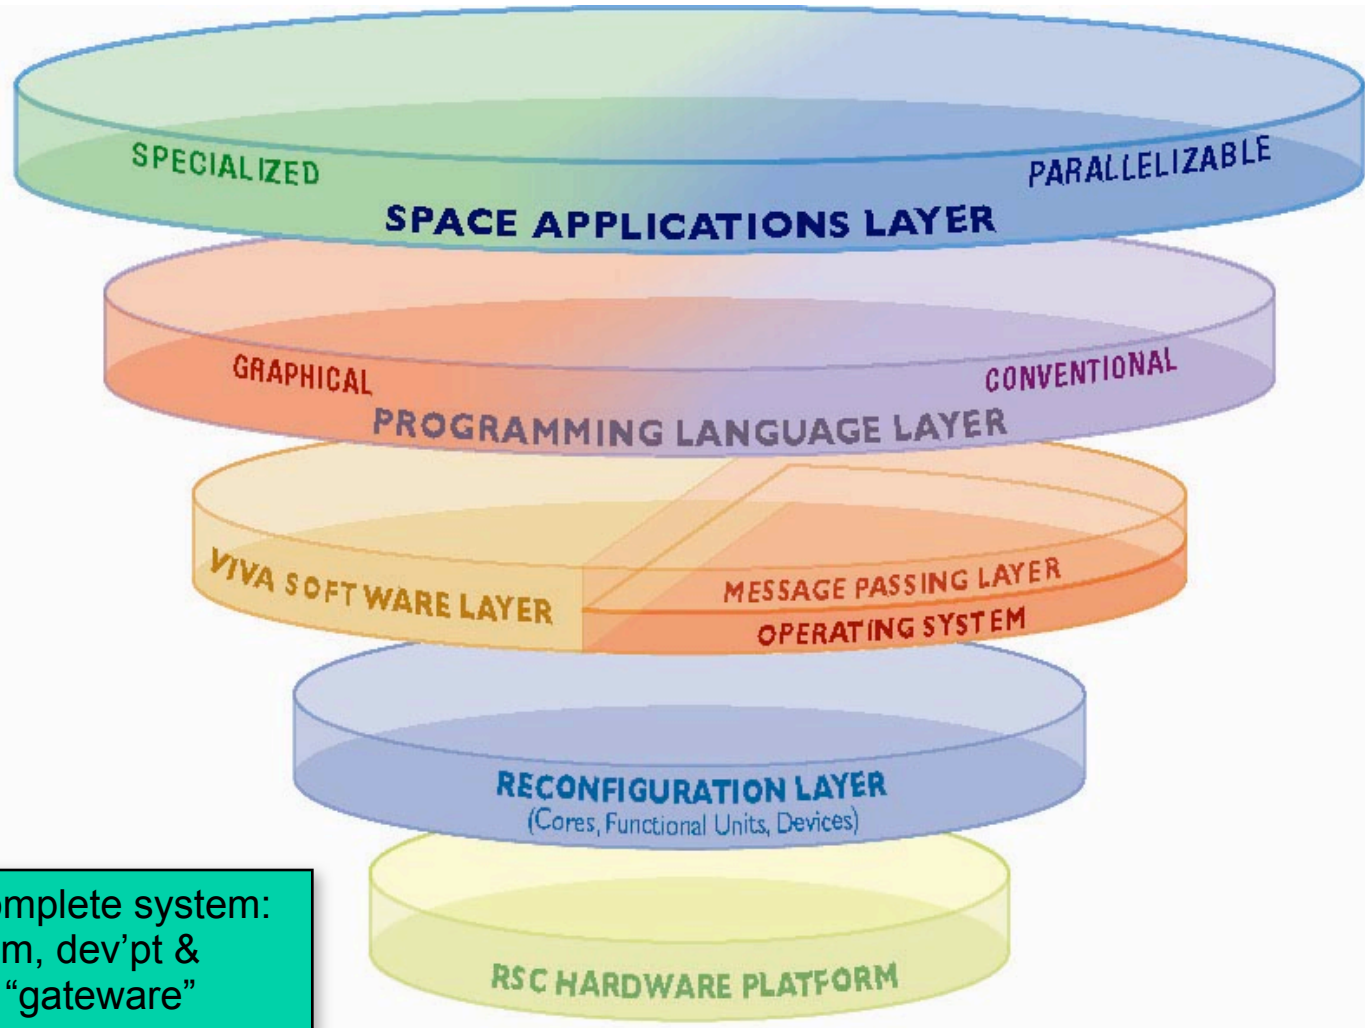 SPECIALIZED
PARALLELIZABLE
SPACE APPLICATIONS LAYER
GRAPHICAL
CONVENTIONAL
PROGRAMMING LANGUAGE LAYER
VIVA SOFTWARE LAYER
MESSAGE PASSING LAYER
OPERATING SYSTEM
RECONFIGURATION LAYER
(Cores, Functional Units, Devices)
RSC HARDWARE PLATFORM
system:
dev’pt &
“gateware”